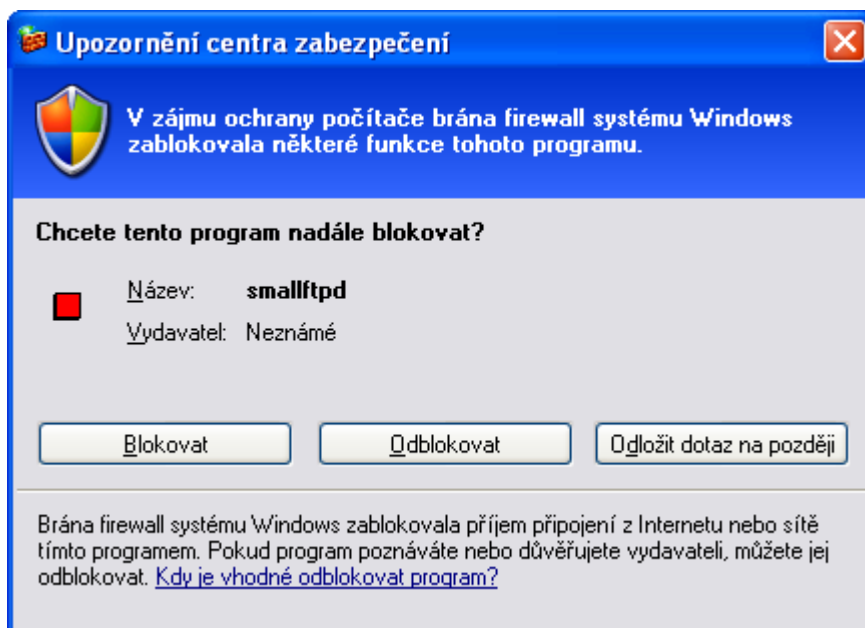 Upozornění centra zabezpečení
V zájmu ochrany počítače brána firewall systému Windows
zablokovala některé funkce tohoto programu.
Chcete tento program nadále blokovat?
Název: smallftpd
Vydavatel: Neznámé
Blokovat Odblokovat Odložit dotaz na později
Brána firewall systému Windows zablokovala příjem připojení z Internetu nebo sítě
tímto programem. Pokud program poznáváte nebo důvěřujete vydavateli, můžete jej
odblokovat. Kdy je vhodné odblokovat program?